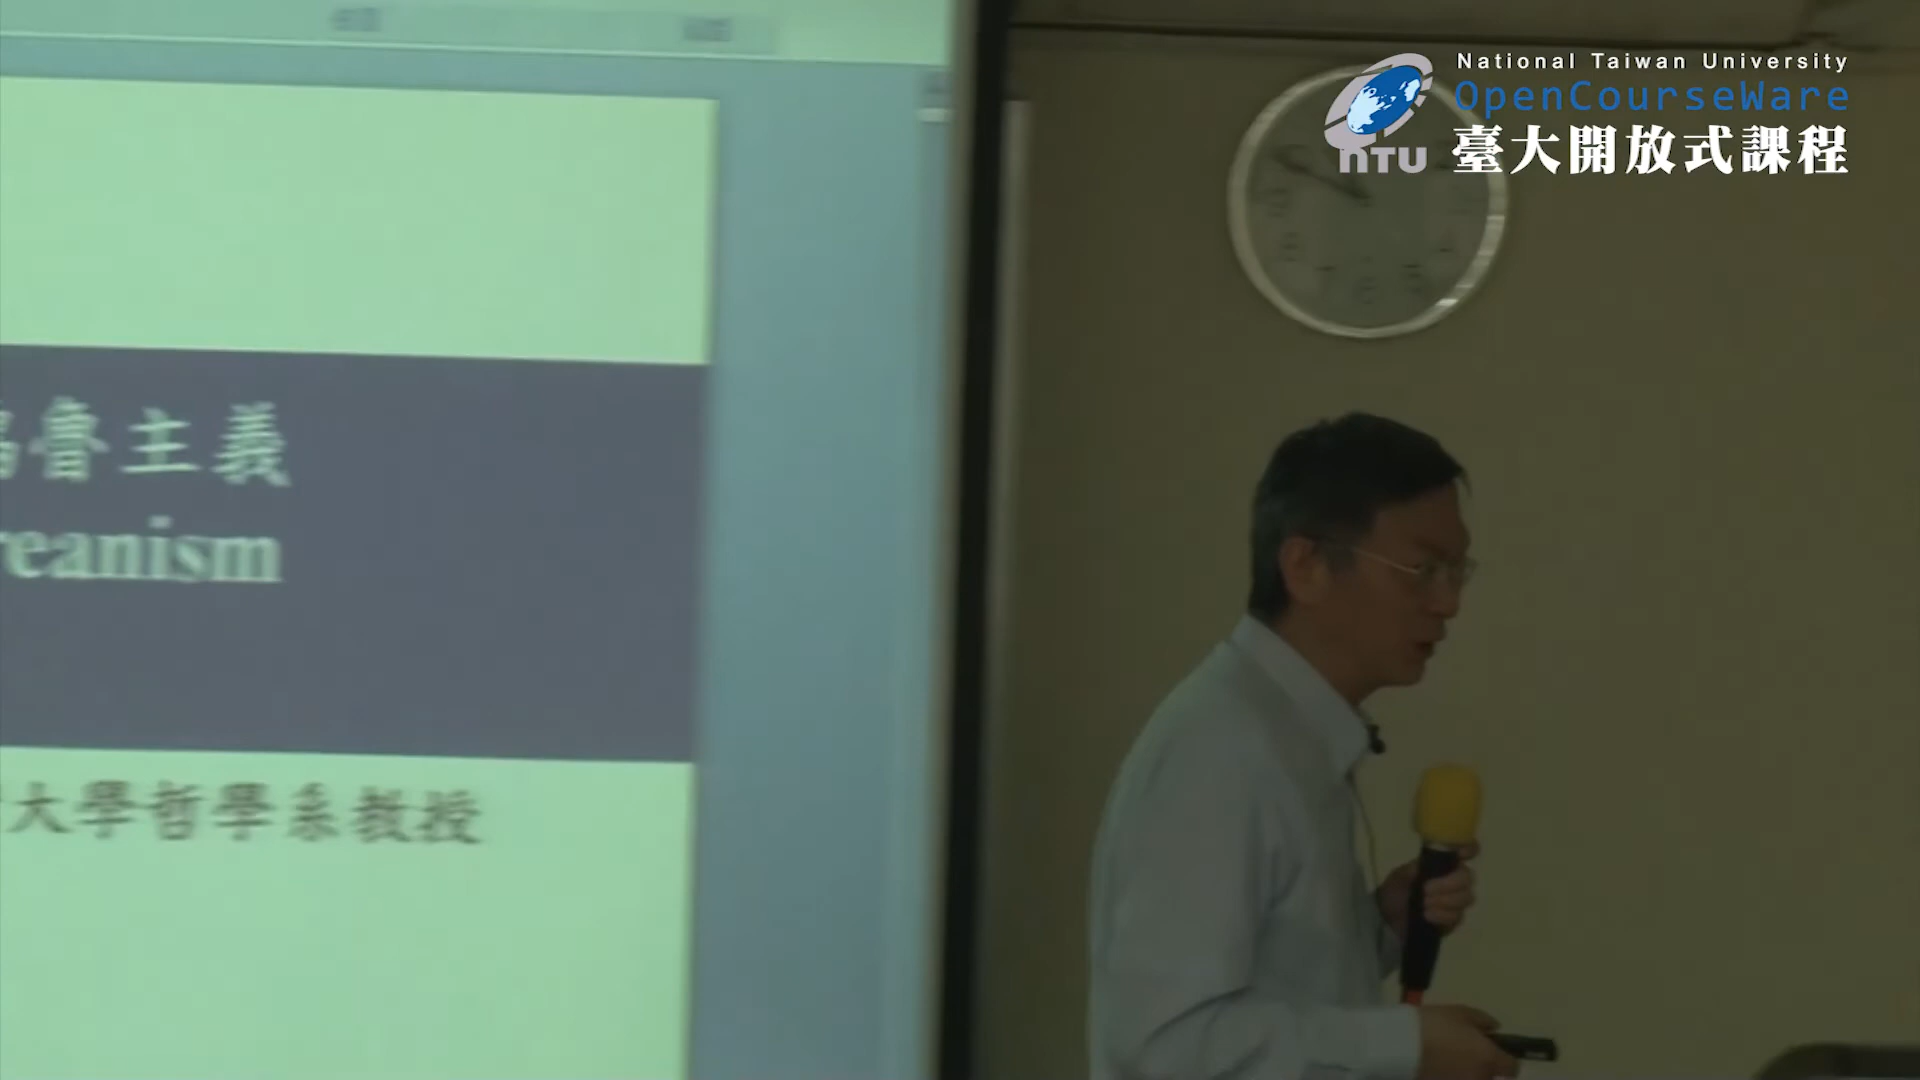 National Taiwan University
OpenCourseWare
臺大開放式課程
nTU
魯主義
reanism
大學哲學系教授